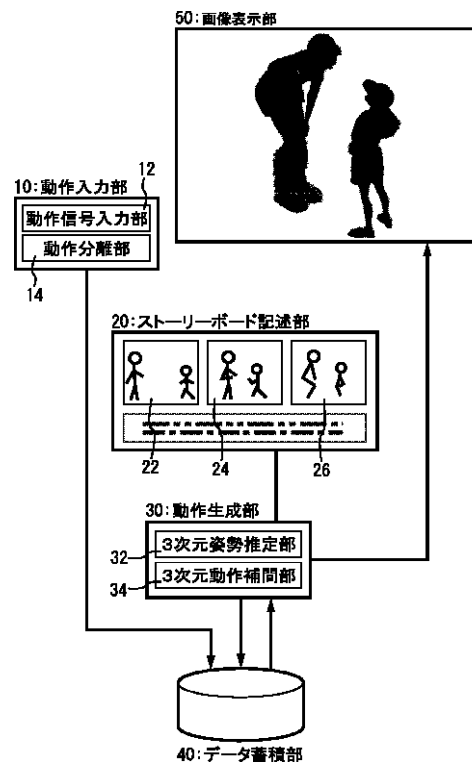 50:画像表示部
12
10:動作入力部
動作信号入力部
動作分離部
14
20:ストーリーボード記述部
22
24
26
30:動作生成部
32
3次元姿勢推定部
34
3次元動作補間部
40:データ蓄積部